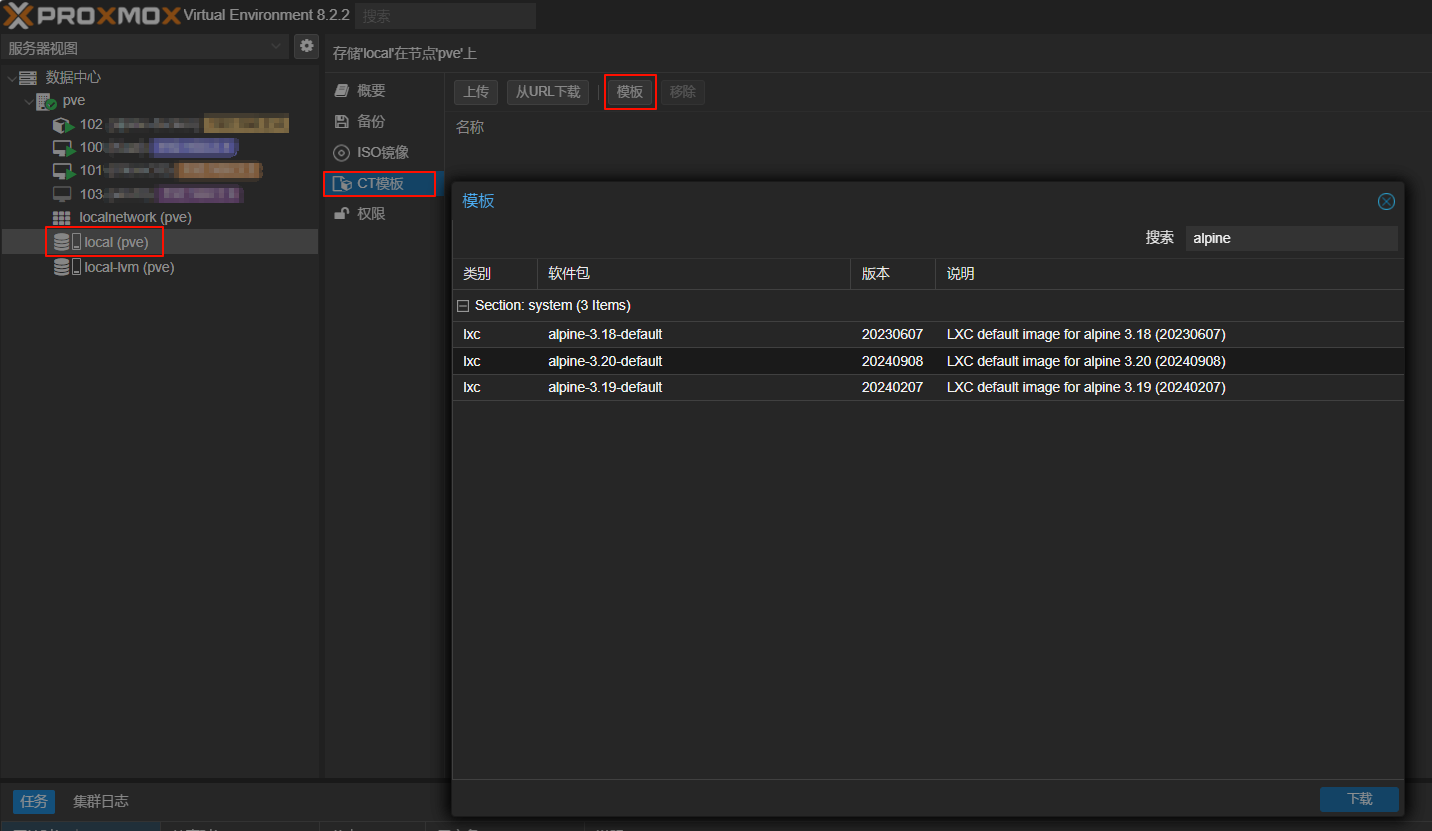 PROXMOX Virtual Environment 8.2.2 搜索
服务器视图
数据中心
pve
102
100
101
103
localnetwork (pve)
local (pve)
local-lvm (pve)
存储'local'在节点'pve'上
概要
备份
ISO镜像
CT模板
权限
上传 从URL下载 模板 移除
名称
模板
搜索 alpine
类别 软件包 版本 说明
Section: system (3 Items)
lxc alpine-3.18-default 20230607 LXC default image for alpine 3.18 (20230607)
lxc alpine-3.20-default 20240908 LXC default image for alpine 3.20 (20240908)
lxc alpine-3.19-default 20240207 LXC default image for alpine 3.19 (20240207)
下载
任务 集群日志